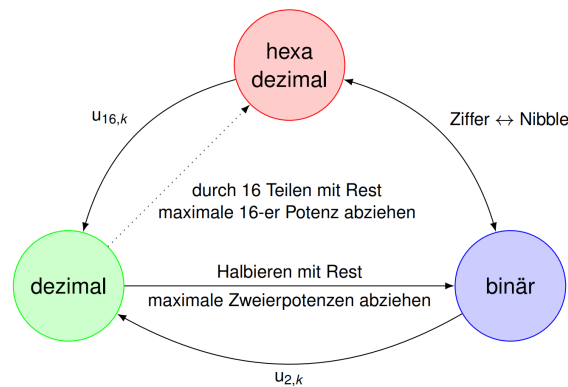 hexa
dezimal
u16,k
Ziffer ↔ Nibble
durch 16 Teilen mit Rest
maximale 16-er Potenz abziehen
dezimal
Halbieren mit Rest
maximale Zweierpotenzen abziehen
binär
u2,k